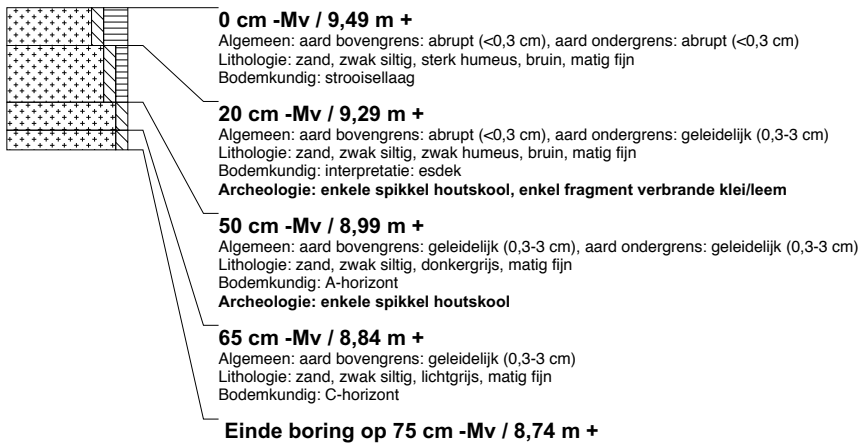 0 cm -Mv / 9,49 m +
Algemeen: aard bovengrens: abrupt (<0,3 cm), aard ondergrens: abrupt (<0,3 cm)
Lithologie: zand, zwak siltig, sterk humeus, bruin, matig fijn
Bodemkundig: strooisellaag
20 cm -Mv / 9,29 m +
Algemeen: aard bovengrens: abrupt (<0,3 cm), aard ondergrens: geleidelijk (0,3-3 cm)
Lithologie: zand, zwak siltig, zwak humeus, bruin, matig fijn
Bodemkundig: interpretatie: esdek
Archeologie: enkele spikkel houtskool, enkel fragment verbrande klei/leem
50 cm -Mv / 8,99 m +
Algemeen: aard bovengrens: geleidelijk (0,3-3 cm), aard ondergrens: geleidelijk (0,3-3 cm)
Lithologie: zand, zwak siltig, donkergrijs, matig fijn
Bodemkundig: A-horizont
Archeologie: enkele spikkel houtskool
65 cm -Mv / 8,84 m +
Algemeen: aard bovengrens: geleidelijk (0,3-3 cm)
Lithologie: zand, zwak siltig, lichtgrijs, matig fijn
Bodemkundig: C-horizont
Einde boring op 75 cm -Mv / 8,74 m +